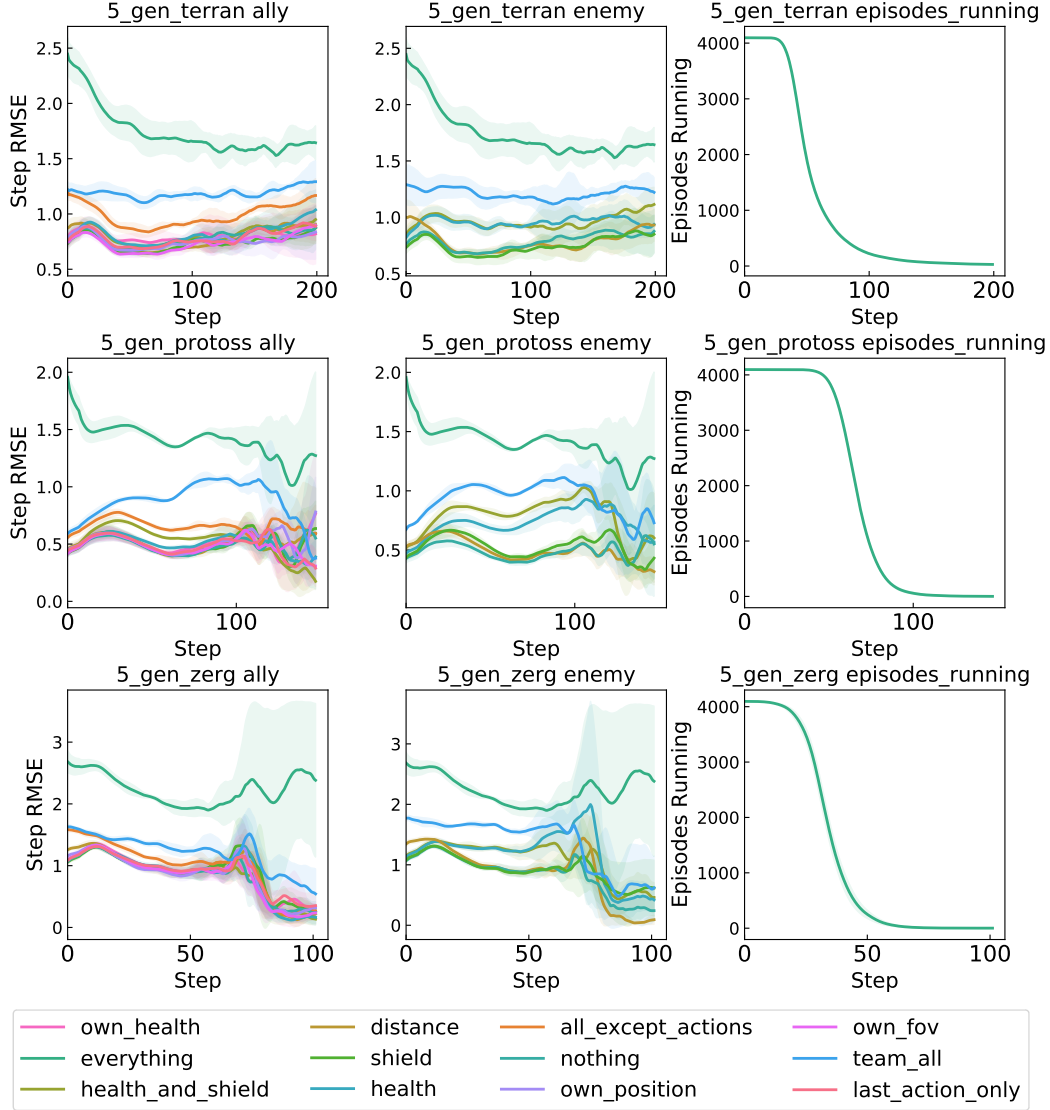 5_gen_terran ally
5_gen_terran enemy
5_gen_terran episodes_running
Step RMSE
2.5
2.0
1.5
1.0
0.5
0 100 200
Step
2.5
2.0
1.5
1.0
0.5
0 100 200
Step
Episodes Running
4000
3000
2000
1000
0
0 100 200
Step
5_gen_protoss ally
5_gen_protoss enemy
5_gen_protoss episodes_running
Step RMSE
2.0
1.5
1.0
0.5
0.0
0 100
Step
2.0
1.5
1.0
0.5
0 100
Step
Episodes Running
4000
3000
2000
1000
0
0 100
Step
5_gen_zerg ally
5_gen_zerg enemy
5_gen_zerg episodes_running
Step RMSE
3
2
1
0
0 50 100
Step
3
2
1
0
0 50 100
Step
Episodes Running
4000
3000
2000
1000
0
0 50 100
Step
own_health
everything
health_and_shield
distance
shield
health
all_except_actions
nothing
own_position
own_fov
team_all
last_action_only